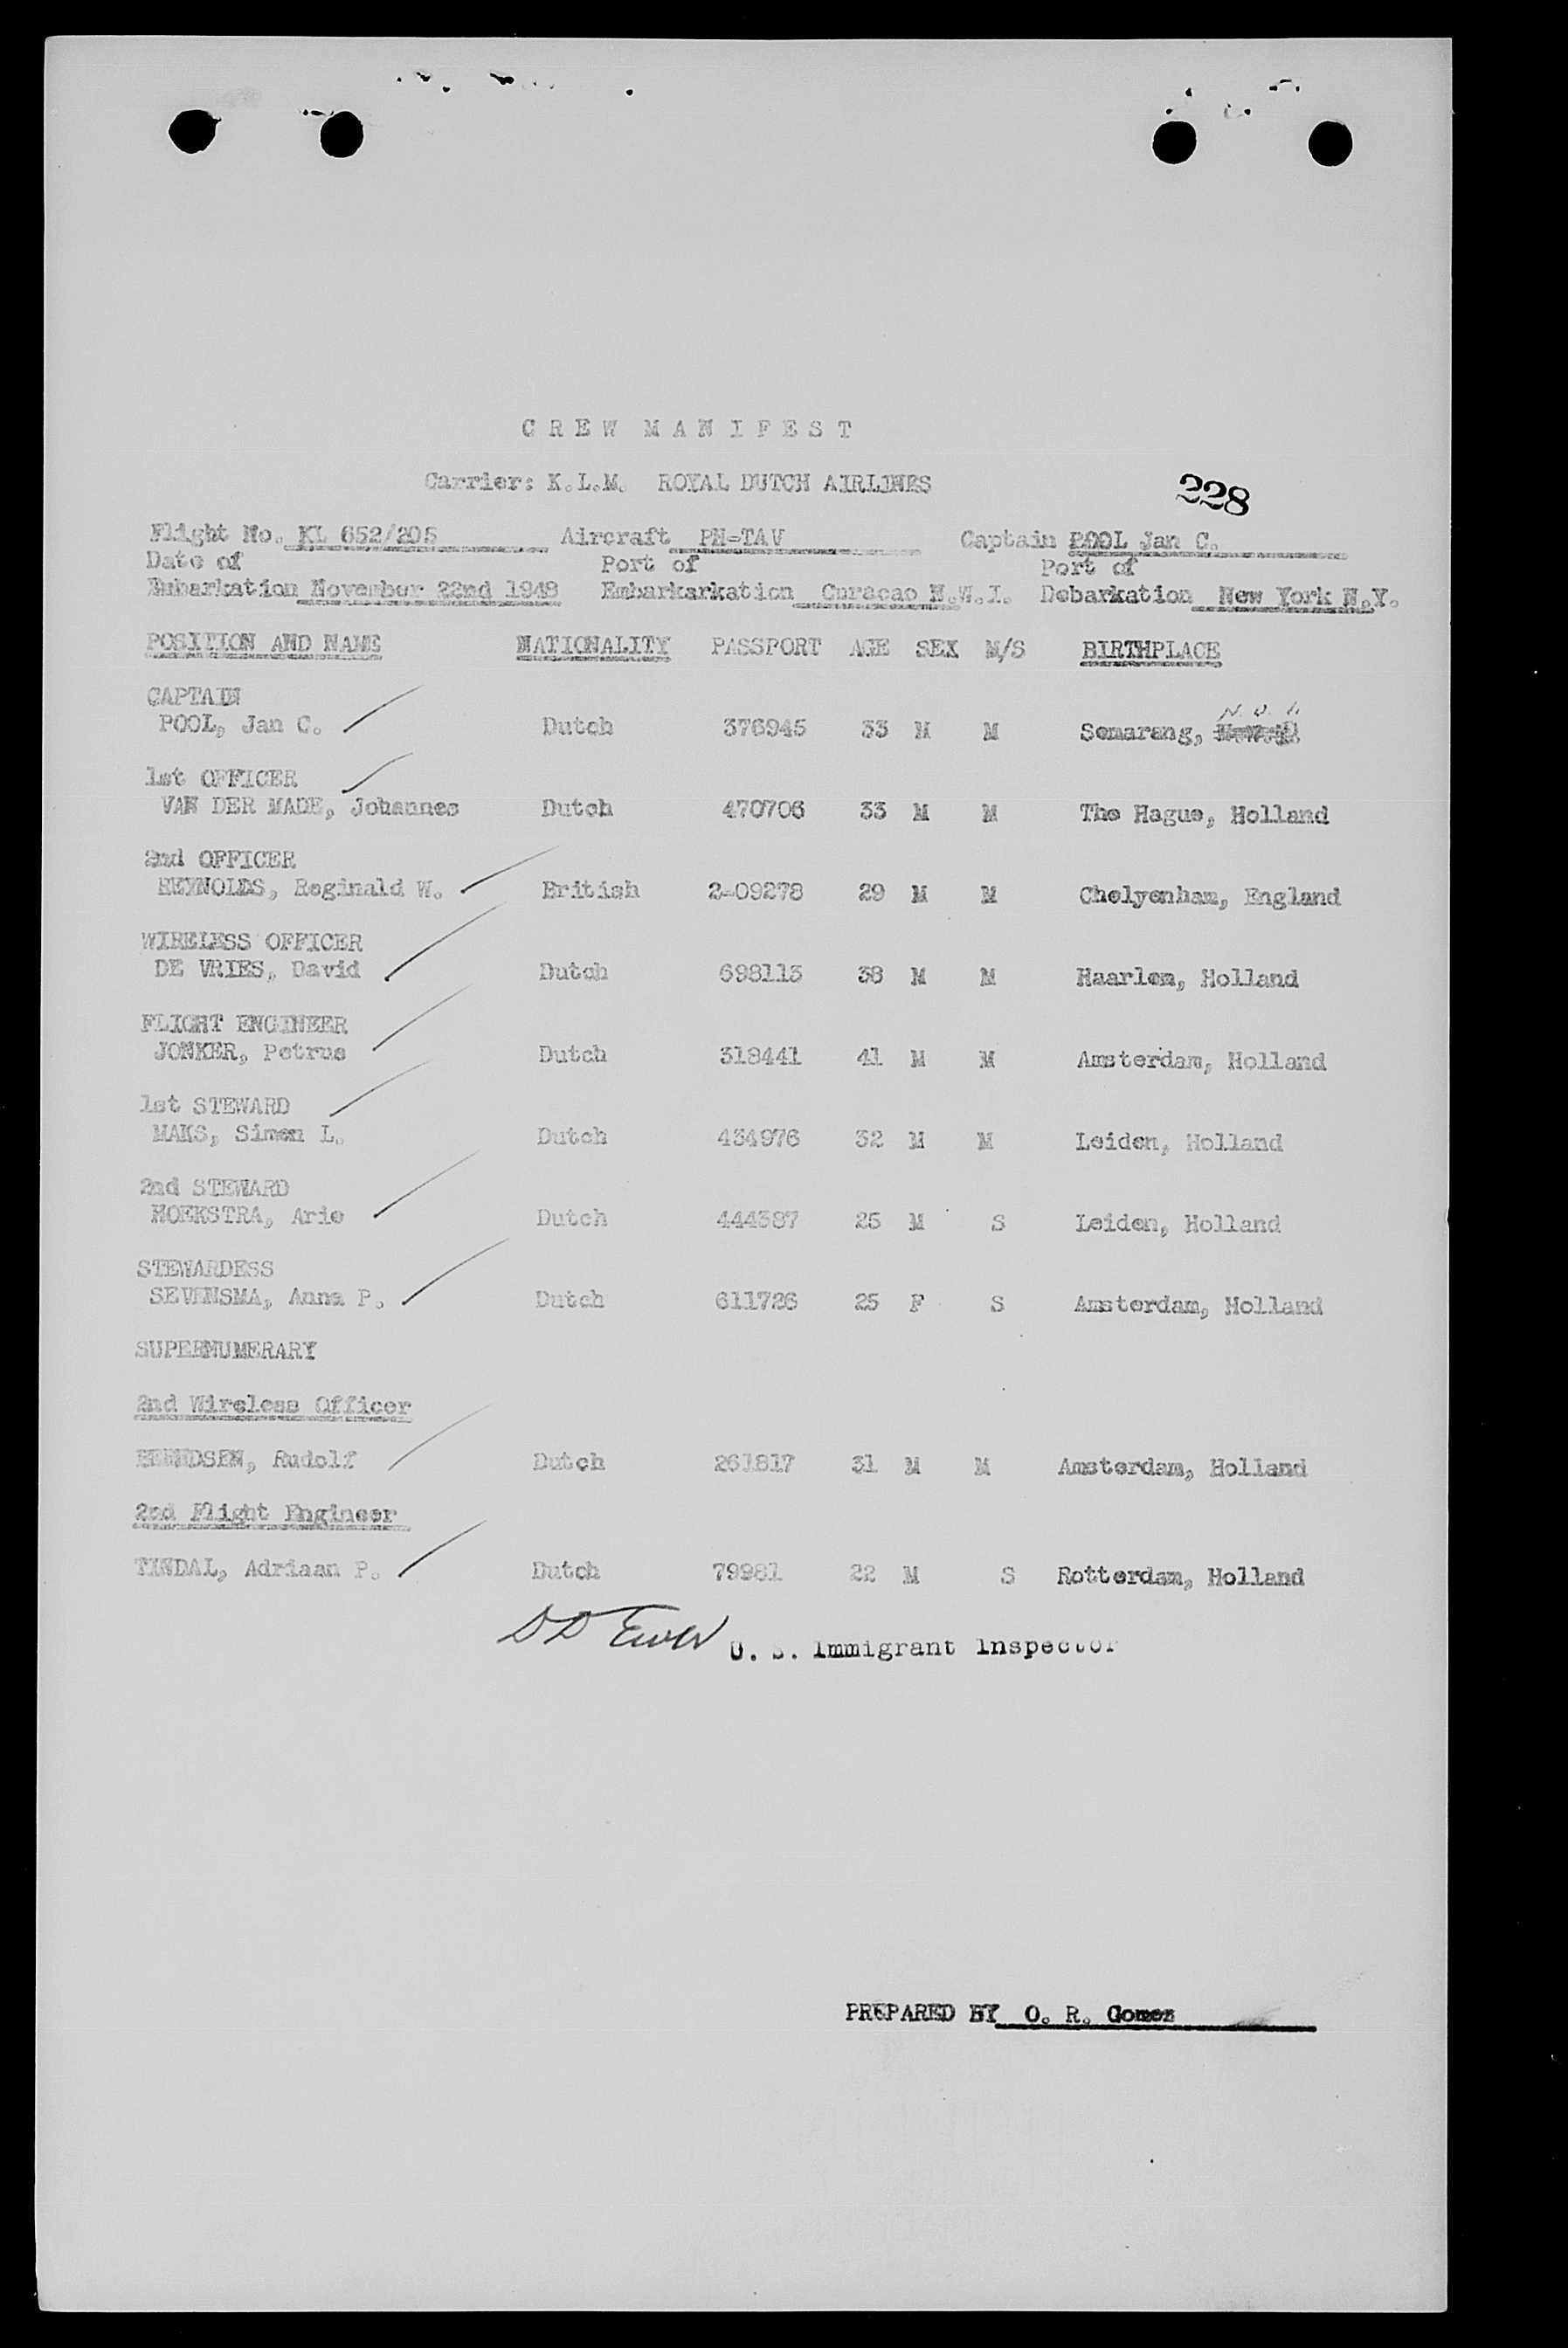 C R E W   M A N I F E S T
Carrier: K.L.M.   ROYAL DUTCH AIRLINES
228
Flight No. KL 652/205   Aircraft PH-TAV   Captain POOL Jan C.
Date of   Port of   Port of
Embarkation November 22nd 1948   Embarkarkation Curacao N.W.I.   Debarkation New York N.Y.
POSITION AND NAME   NATIONALITY   PASSPORT   AGE   SEX   M/S   BIRTHPLACE
CAPTAIN
POOL, Jan C.   Dutch   376945   33   M   M   Semarang,
1st OFFICER
VAN DER MADE, Johannes   Dutch   470706   33   M   M   The Hague, Holland
2nd OFFICER
REYNOLDS, Reginald W.   British   2-09278   29   M   M   Chelyenham, England
WIRELESS OFFICER
DE VRIES, David   Dutch   698113   38   M   M   Haarlem, Holland
FLIGHT ENGINEER
JONKER, Petrus   Dutch   318441   41   M   M   Amsterdam, Holland
1st STEWARD
MAKS, Simon L.   Dutch   434976   32   M   M   Leiden, Holland
2nd STEWARD
HOEKSTRA, Arie   Dutch   444387   25   M   S   Leiden, Holland
STEWARDESS
SEVENSMA, Anna P.   Dutch   611726   25   F   S   Amsterdam, Holland
SUPERNUMERARY
2nd Wireless Officer
Rudolf   Dutch   261817   31   M   M   Amsterdam, Holland
2nd Flight Engineer
TINDAL, Adriaan P.   Dutch   79981   22   M   S   Rotterdam, Holland
U. S. Immigrant Inspector
PREPARED BY O. R. Gomez